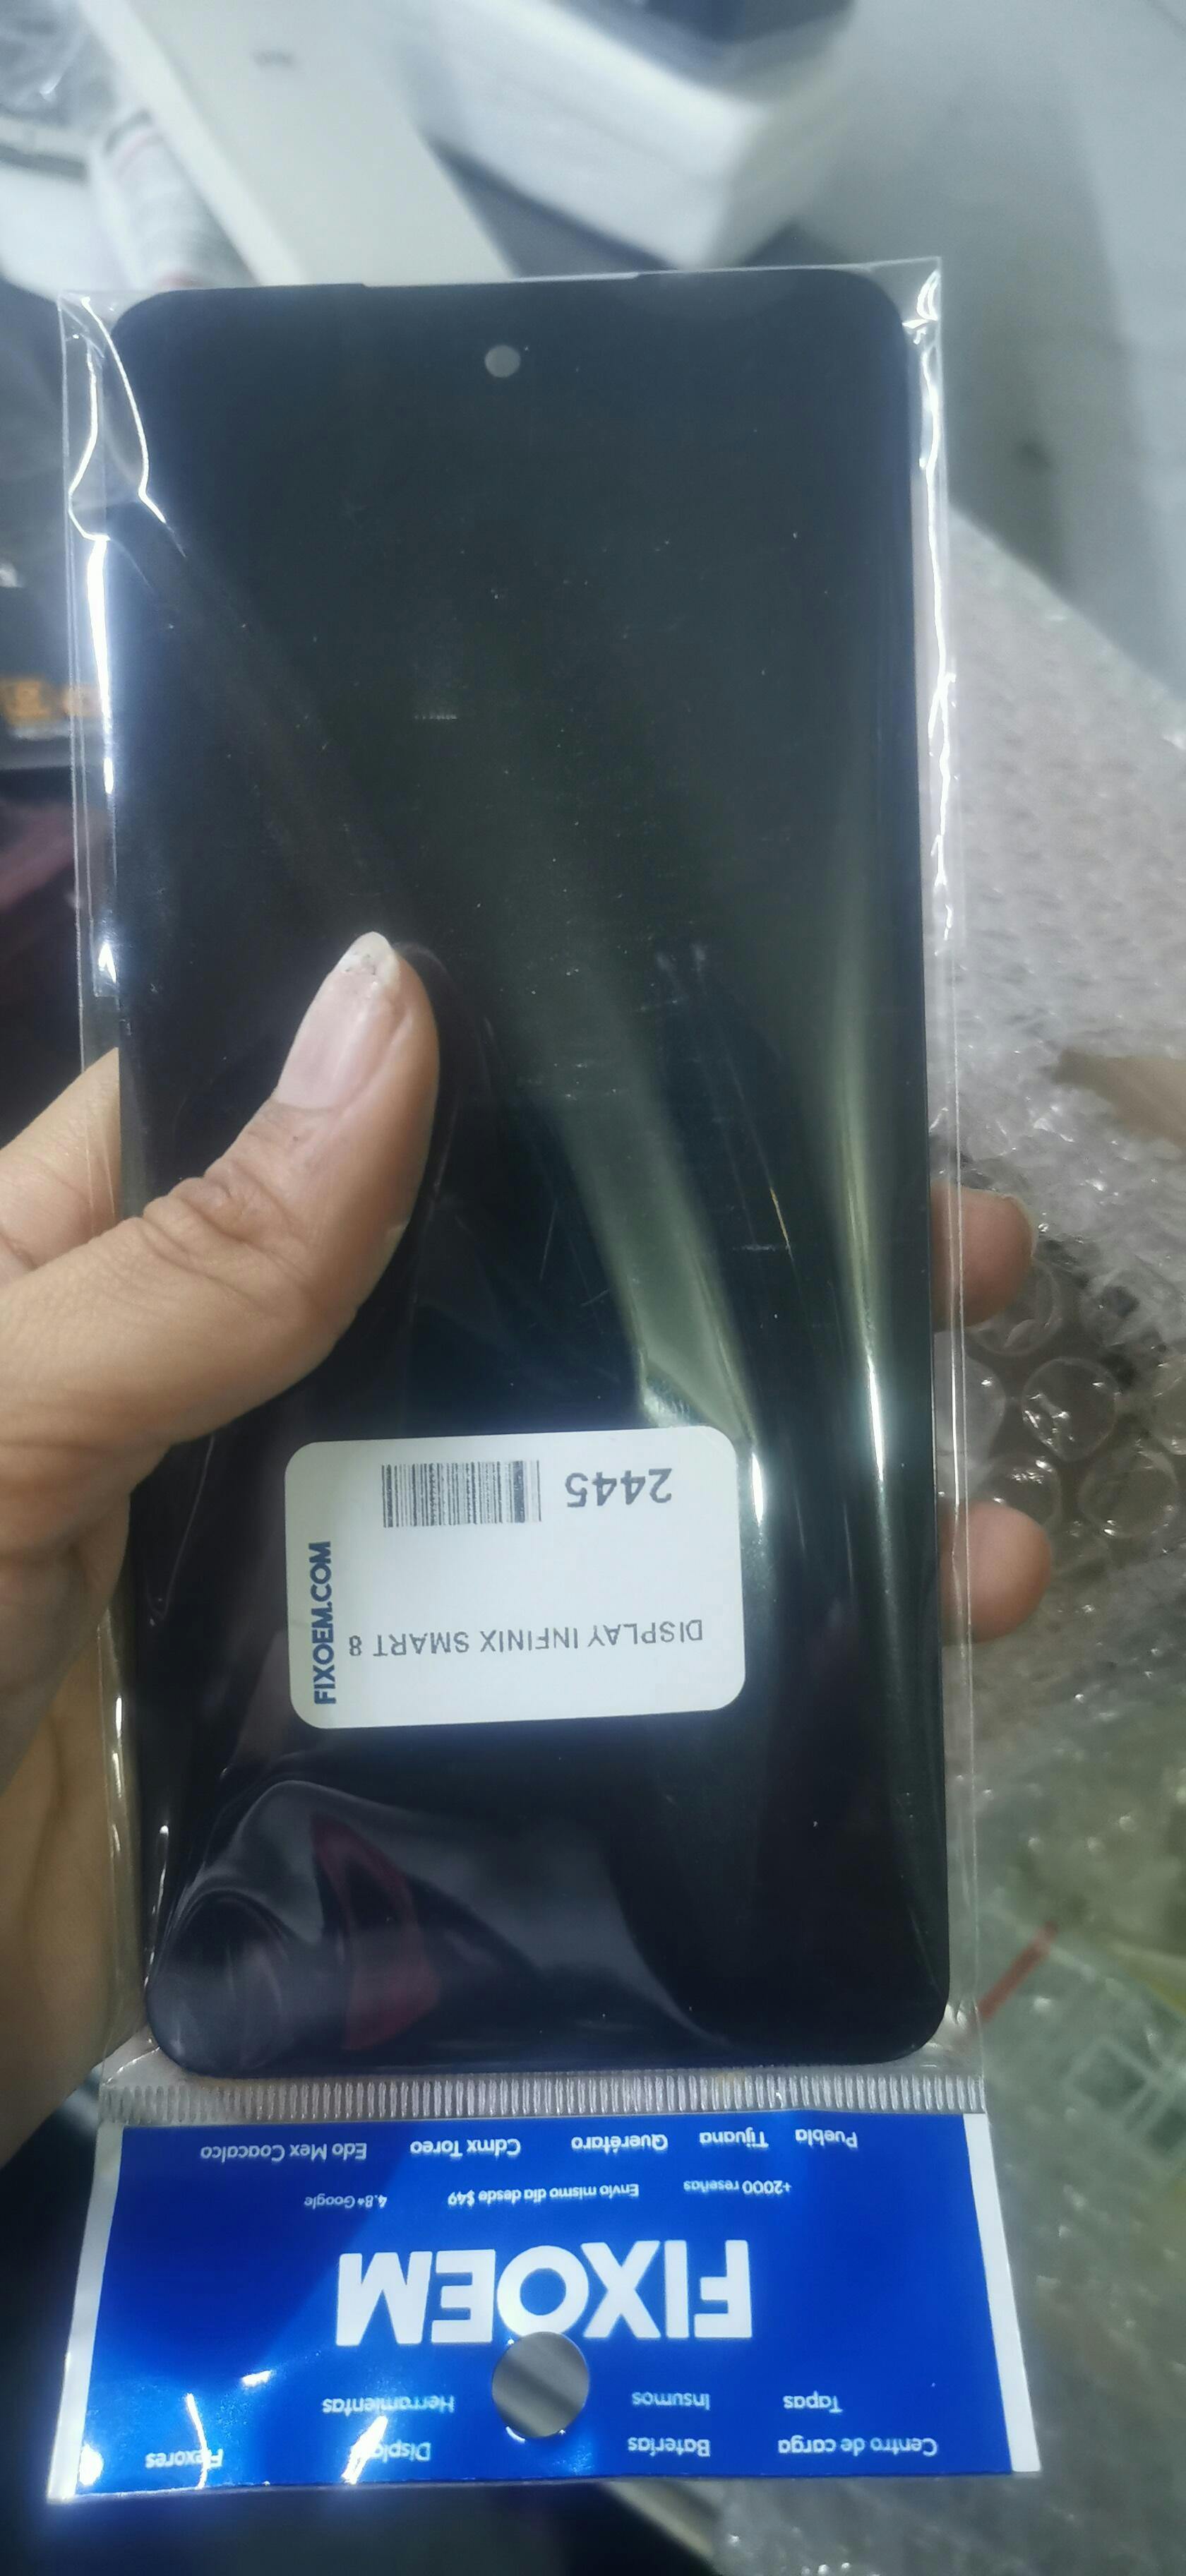 Centro de carga Baterías Displays Flexores
Tapas Insumos Herramientas
FIXOEM
+2000 reseñas Envío mismo día desde $49 4.8★Google
Puebla Tijuana Querétaro Cdmx Toreo Edo Mex Coacalco
DISPLAY INFINIX SMART 8
2445
FIXOEM.COM